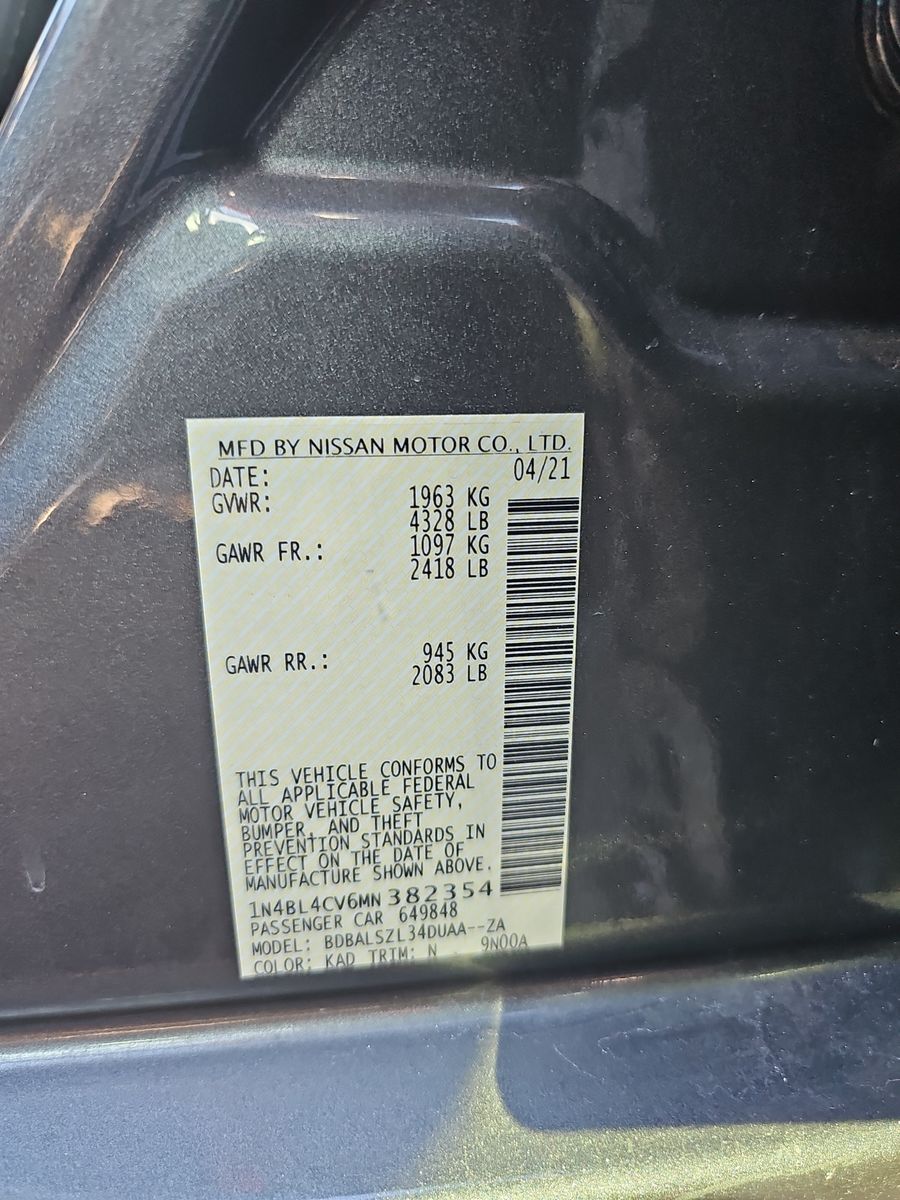 MFD BY NISSAN MOTOR CO., LTD.
DATE: 04/21
GVWR: 1963 KG
4328 LB
GAWR FR.: 1097 KG
2418 LB
GAWR RR.: 945 KG
2083 LB
THIS VEHICLE CONFORMS TO
ALL APPLICABLE FEDERAL
MOTOR VEHICLE SAFETY,
BUMPER, AND THEFT
PREVENTION STANDARDS IN
EFFECT ON THE DATE OF
MANUFACTURE SHOWN ABOVE.
1N4BL4CV6MN382354
PASSENGER CAR 649848
MODEL: BDBALSZL34DUAA--ZA
COLOR: KAD TRIM: N 9N00A